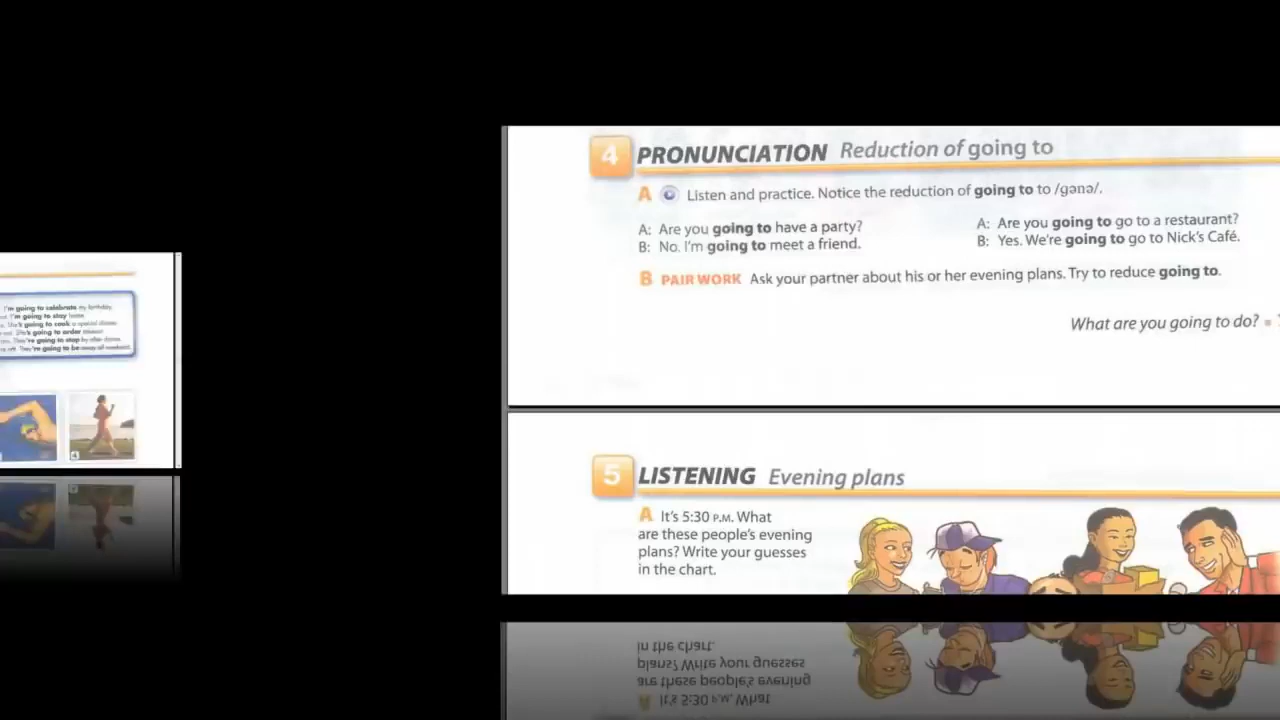 I'm going to celebrate my birthday.
I'm going to stay home.
She's going to cook a special dinner.
She's going to order takeout.
They're going to stop by after dinner.
They're going to be away all weekend.
4
4 PRONUNCIATION Reduction of going to
A Listen and practice. Notice the reduction of going to to /gənə/.
A: Are you going to have a party?
B: No. I'm going to meet a friend.
A: Are you going to go to a restaurant?
B: Yes. We're going to go to Nick's Café.
B PAIR WORK Ask your partner about his or her evening plans. Try to reduce going to.
What are you going to do?
5 LISTENING Evening plans
A It's 5:30 P.M. What
are these people's evening
plans? Write your guesses
in the chart.